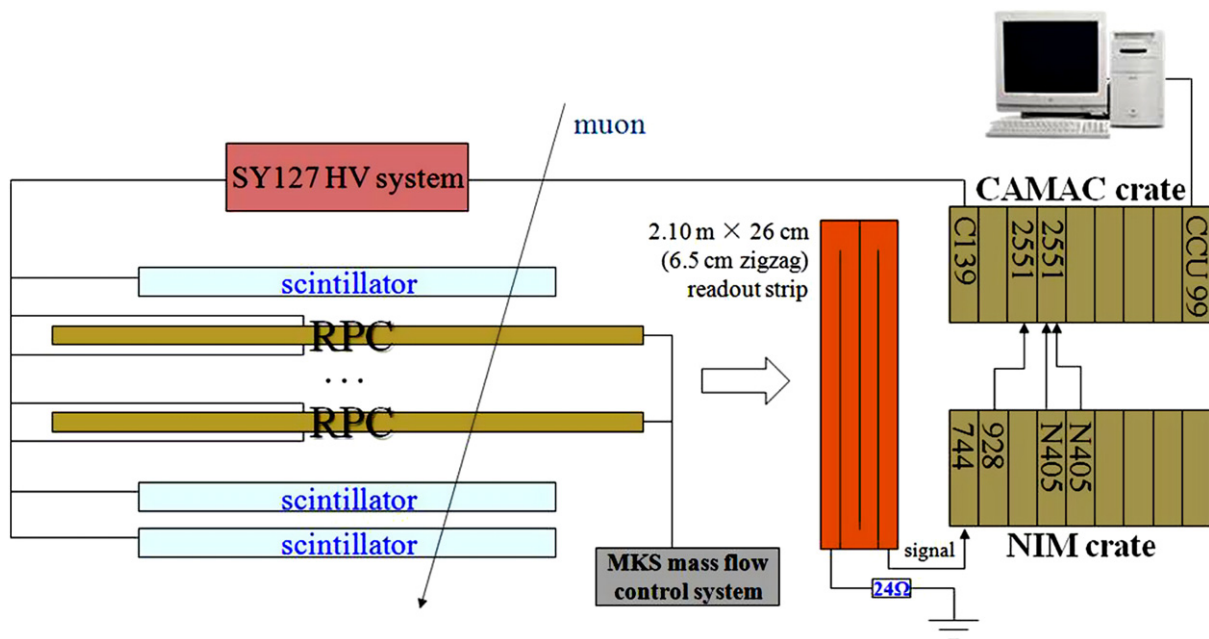 muon
SY127 HV system
CAMAC crate
2.10 m × 26 cm
(6.5 cm zigzag)
readout strip
C139
2551
2551
CCU 99
scintillator
RPC
...
RPC
744
928
N405
N405
scintillator
scintillator
signal
NIM crate
MKS mass flow
control system
24Ω